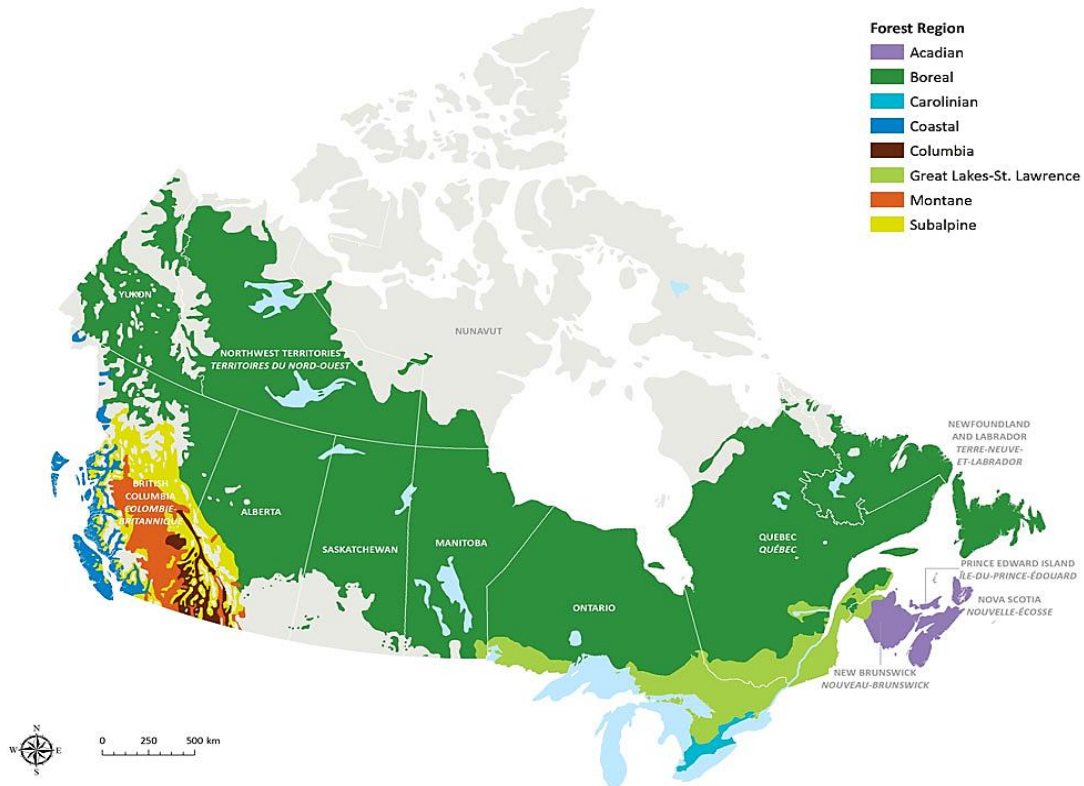 Forest Region
Acadian
Boreal
Carolinian
Coastal
Columbia
Great Lakes-St. Lawrence
Montane
Subalpine
YUKON
NORTHWEST TERRITORIES
TERRITOIRES DU NORD-OUEST
NUNAVUT
NEWFOUNDLAND
AND LABRADOR
TERRE-NEUVE-
ET-LABRADOR
BRITISH
COLUMBIA
COLOMBIE-
BRITANNIQUE
ALBERTA
SASKATCHEWAN
MANITOBA
ONTARIO
QUEBEC
QUÉBEC
PRINCE EDWARD ISLAND
ÎLE-DU-PRINCE-ÉDOUARD
NOVA SCOTIA
NOUVELLE-ÉCOSSE
NEW BRUNSWICK
NOUVEAU-BRUNSWICK
N
W E
S
0 250 500 km